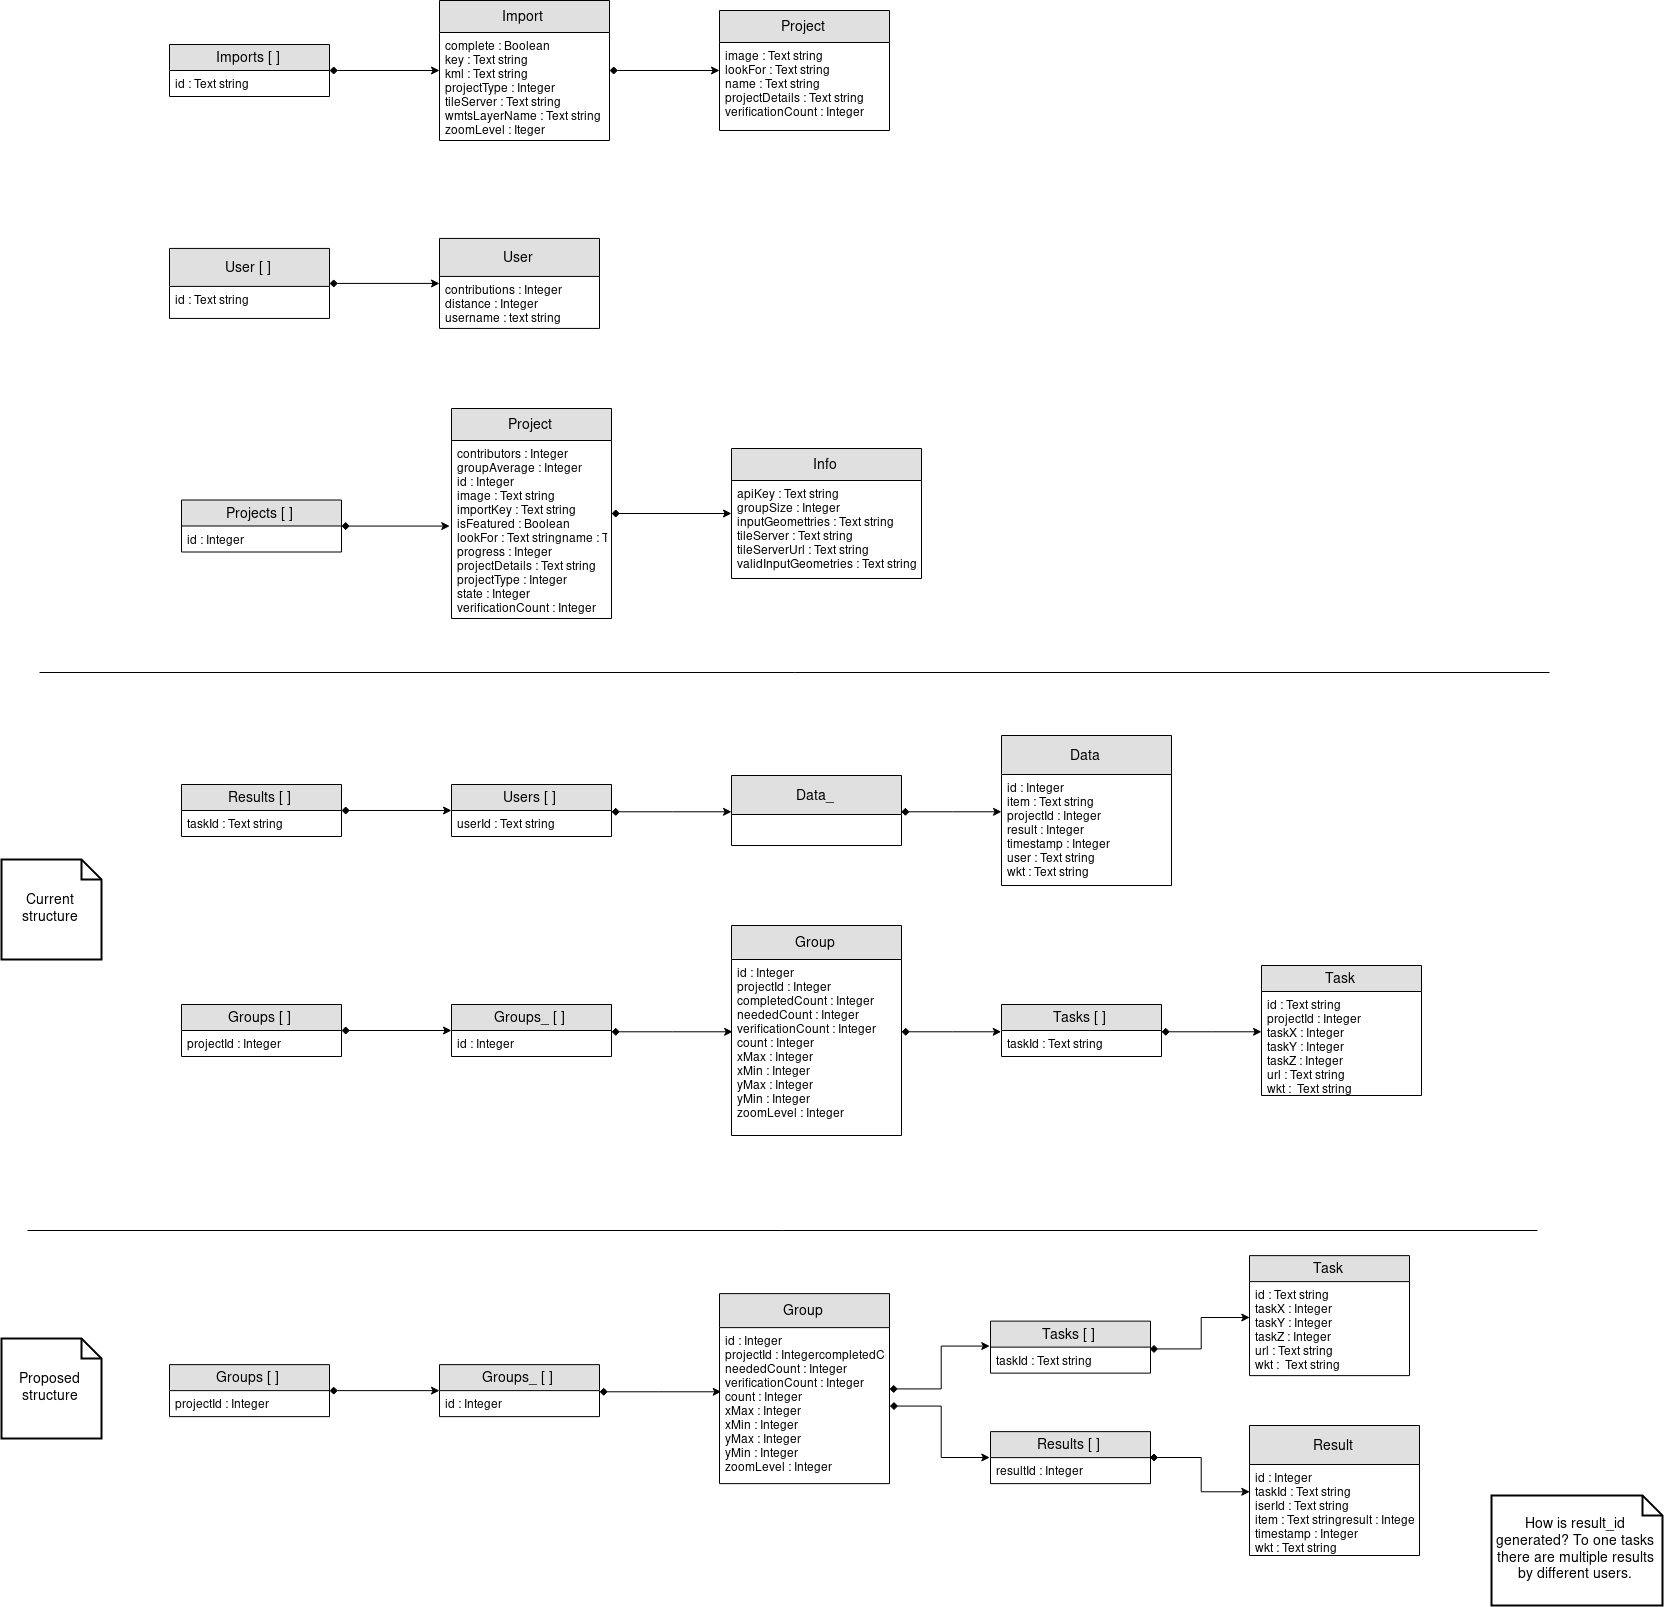 Imports [ ]
id : Text string
Import
complete : Boolean
key : Text string
kml : Text string
projectType : Integer
tileServer : Text string
wmtsLayerName : Text string
zoomLevel : Iteger
Project
image : Text string
lookFor : Text string
name : Text string
projectDetails : Text string
verificationCount : Integer
User [ ]
id : Text string
User
contributions : Integer
distance : Integer
username : text string
Projects [ ]
id : Integer
Project
contributors : Integer
groupAverage : Integer
id : Integer
image : Text string
importKey : Text string
isFeatured : Boolean
lookFor : Text stringname : T
progress : Integer
projectDetails : Text string
projectType : Integer
state : Integer
verificationCount : Integer
Info
apiKey : Text string
groupSize : Integer
inputGeomettries : Text string
tileServer : Text string
tileServerUrl : Text string
validInputGeometries : Text string
Current
structure
Results [ ]
taskId : Text string
Users [ ]
userId : Text string
Data_
Data
id : Integer
item : Text string
projectId : Integer
result : Integer
timestamp : Integer
user : Text string
wkt : Text string
Groups [ ]
projectId : Integer
Groups_ [ ]
id : Integer
Group
id : Integer
projectId : Integer
completedCount : Integer
neededCount : Integer
verificationCount : Integer
count : Integer
xMax : Integer
xMin : Integer
yMax : Integer
yMin : Integer
zoomLevel : Integer
Tasks [ ]
taskId : Text string
Task
id : Text string
projectId : Integer
taskX : Integer
taskY : Integer
taskZ : Integer
url : Text string
wkt :  Text string
Proposed
structure
Groups [ ]
projectId : Integer
Groups_ [ ]
id : Integer
Group
id : Integer
projectId : IntegercompletedC
neededCount : Integer
verificationCount : Integer
count : Integer
xMax : Integer
xMin : Integer
yMax : Integer
yMin : Integer
zoomLevel : Integer
Tasks [ ]
taskId : Text string
Task
id : Text string
taskX : Integer
taskY : Integer
taskZ : Integer
url : Text string
wkt :  Text string
Results [ ]
resultId : Integer
Result
id : Integer
taskId : Text string
iserId : Text string
item : Text stringresult : Intege
timestamp : Integer
wkt : Text string
How is result_id
generated? To one tasks
there are multiple results
by different users.